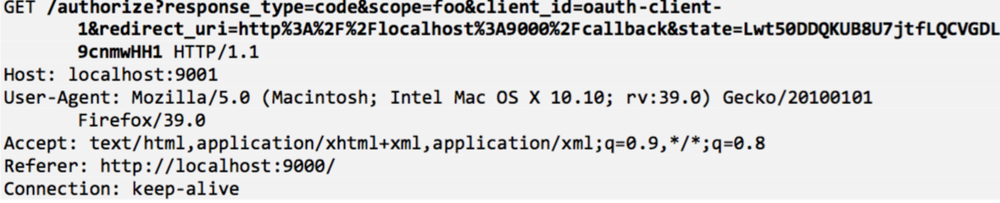 GET /authorize?response_type=code&scope=foo&client_id=oauth-client-
1&redirect_uri=http%3A%2F%2Flocalhost%3A9000%2Fcallback&state=Lwt50DDQKUB8U7jtfLQCVGDL
9cnmwHH1 HTTP/1.1
Host: localhost:9001
User-Agent: Mozilla/5.0 (Macintosh; Intel Mac OS X 10.10; rv:39.0) Gecko/20100101
Firefox/39.0
Accept: text/html,application/xhtml+xml,application/xml;q=0.9,*/*;q=0.8
Referer: http://localhost:9000/
Connection: keep-alive